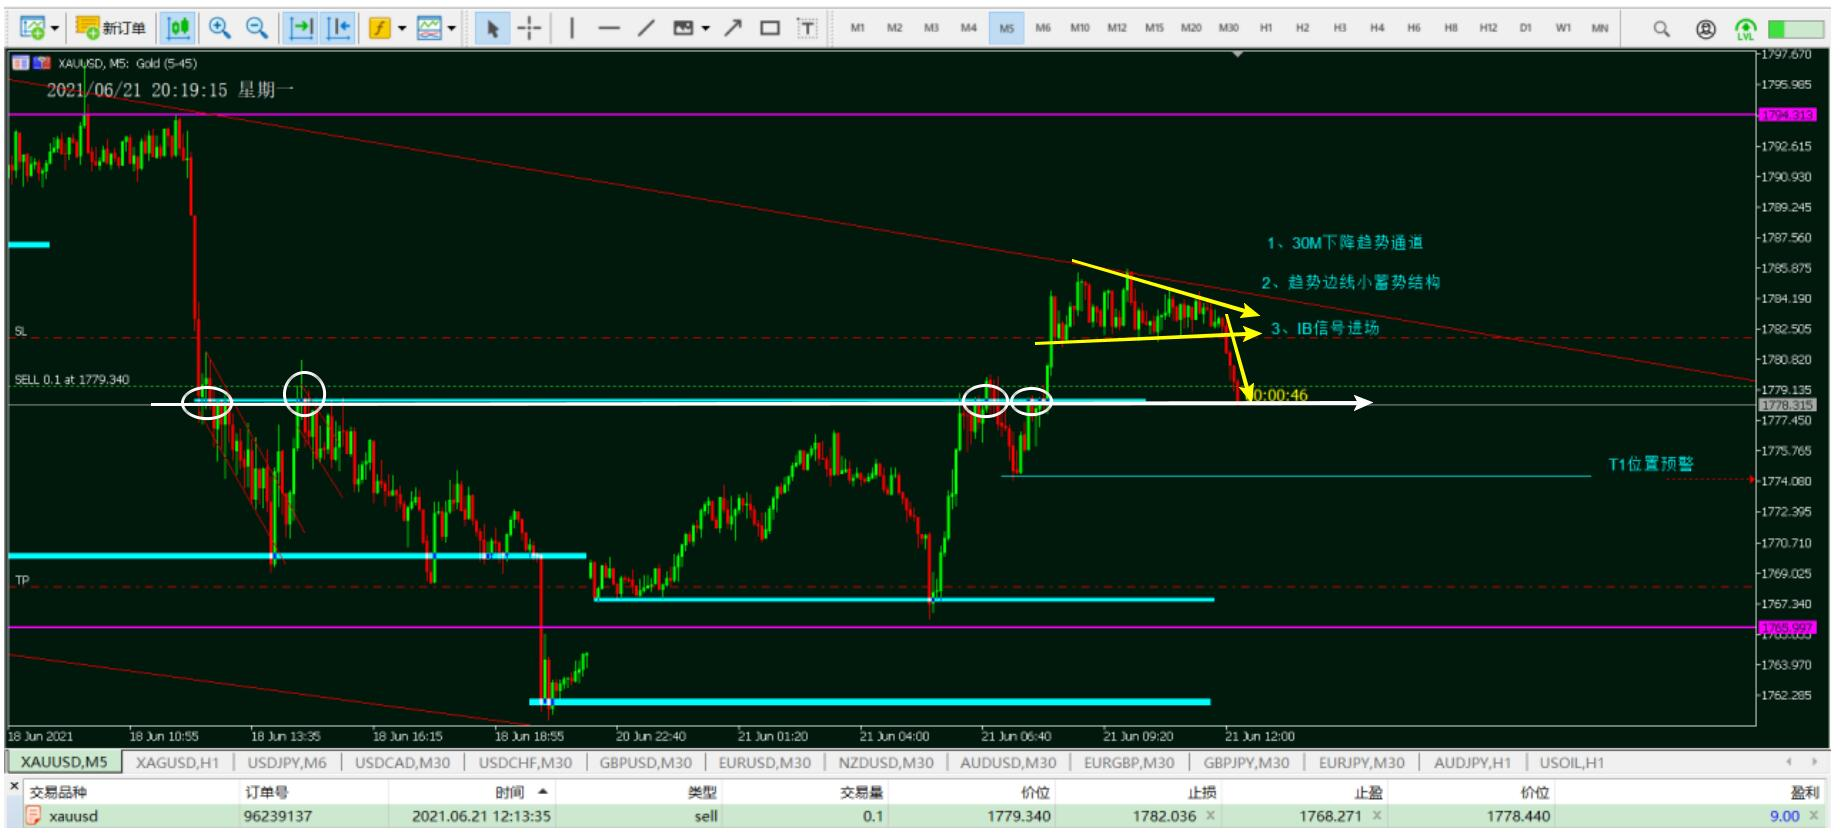 新订单 M1 M2 M3 M4 M5 M6 M10 M12 M15 M20 M30 H1 H2 H3 H4 H6 H8 H12 D1 W1 MN LVL
XAUUSD, M5: Gold (5-45)
2021/06/21 20:19:15 星期一
1797.670
1795.985
1794.313
1792.615
1790.930
1789.245
1787.560
1、30M下降趋势通道
1785.875
2、趋势边线小蓄势结构
1784.190
3、IB信号进场
SL
1782.505
1780.820
SELL 0.1 at 1779.340
1779.135
0:00:46
1778.315
1777.450
1775.765
T1位置预警
1774.080
1772.395
1770.710
TP
1769.025
1767.340
1765.997
1763.970
1762.285
18 Jun 2021 18 Jun 10:55 18 Jun 13:35 18 Jun 16:15 18 Jun 18:55 20 Jun 22:40 21 Jun 01:20 21 Jun 04:00 21 Jun 06:40 21 Jun 09:20 21 Jun 12:00
XAUUSD,M5 XAGUSD,H1 USDJPY,M6 USDCAD,M30 USDCHF,M30 GBPUSD,M30 EURUSD,M30 NZDUSD,M30 AUDUSD,M30 EURGBP,M30 GBPJPY,M30 EURJPY,M30 AUDJPY,H1 USOIL,H1
交易品种 订单号 时间 类型 交易量 价位 止损 止盈 价位 盈利
xauusd 96239137 2021.06.21 12:13:35 sell 0.1 1779.340 1782.036 1768.271 1778.440 9.00